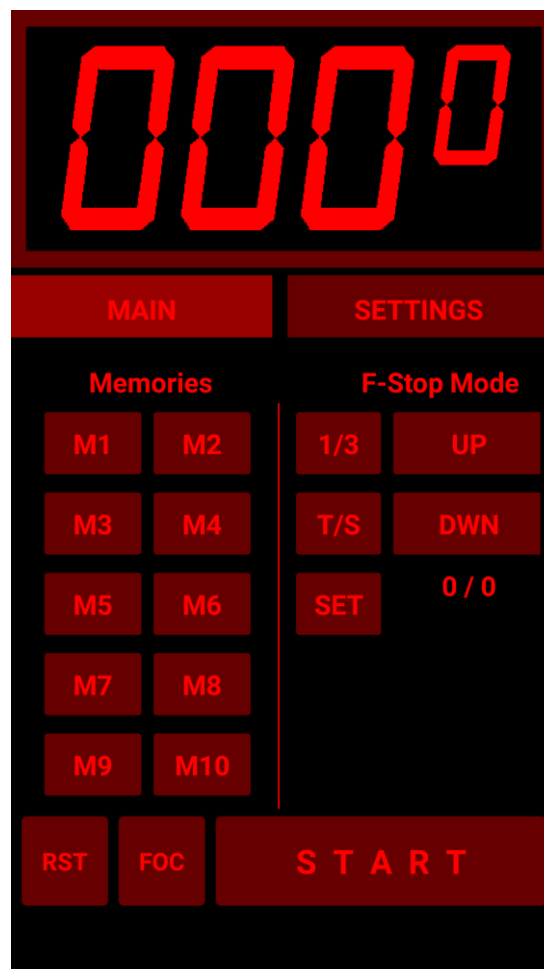 0000
MAIN SETTINGS
Memories F-Stop Mode
M1 M2 1/3 UP
M3 M4 T/S DWN
M5 M6 SET 0 / 0
M7 M8
M9 M10
RST FOC START